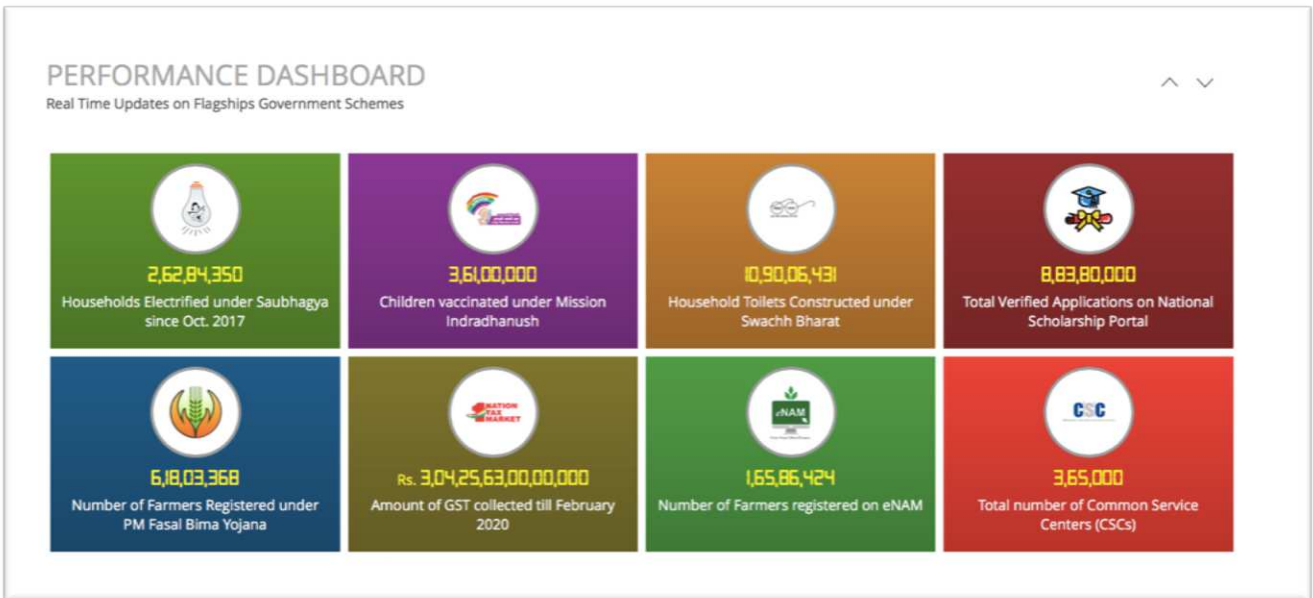 PERFORMANCE DASHBOARD
Real Time Updates on Flagships Government Schemes
2,62,84,350
Households Electrified under Saubhagya
since Oct. 2017
3,61,00,000
Children vaccinated under Mission
Indradhanush
10,90,06,431
Household Toilets Constructed under
Swachh Bharat
8,83,80,000
Total Verified Applications on National
Scholarship Portal
6,18,03,368
Number of Farmers Registered under
PM Fasal Bima Yojana
NATION
TAX
MARKET
Rs. 3,04,25,63,00,00,000
Amount of GST collected till February
2020
eNAM
1,65,86,424
Number of Farmers registered on eNAM
CSC
3,65,000
Total number of Common Service
Centers (CSCs)